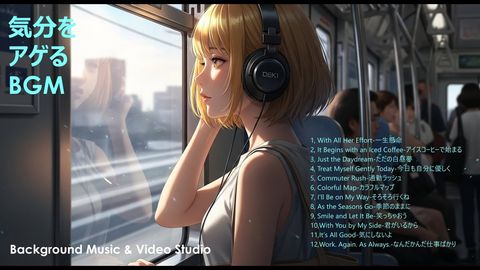 気分を
アゲる
BGM
DEKI
1, With All Her Effort-一生懸命
2, It Begins with an Iced Coffee-アイスコーヒーで始まる
3, Just the Daydream-ただの白昼夢
4, Treat Myself Gently Today-今日も自分に優しく
5, Commuter Rush-通勤ラッシュ
6, Colorful Map-カラフルマップ
7, I'll Be on My Way-そろそろ行くね
8, As the Seasons Go-季節のままに
9, Smile and Let It Be-笑っちゃおう
10,With You by My Side-君がいるから
11,It's All Good-気にしないよ
12,Work. Again. As Always.-なんだかんだ仕事ばかり
Background Music & Video Studio